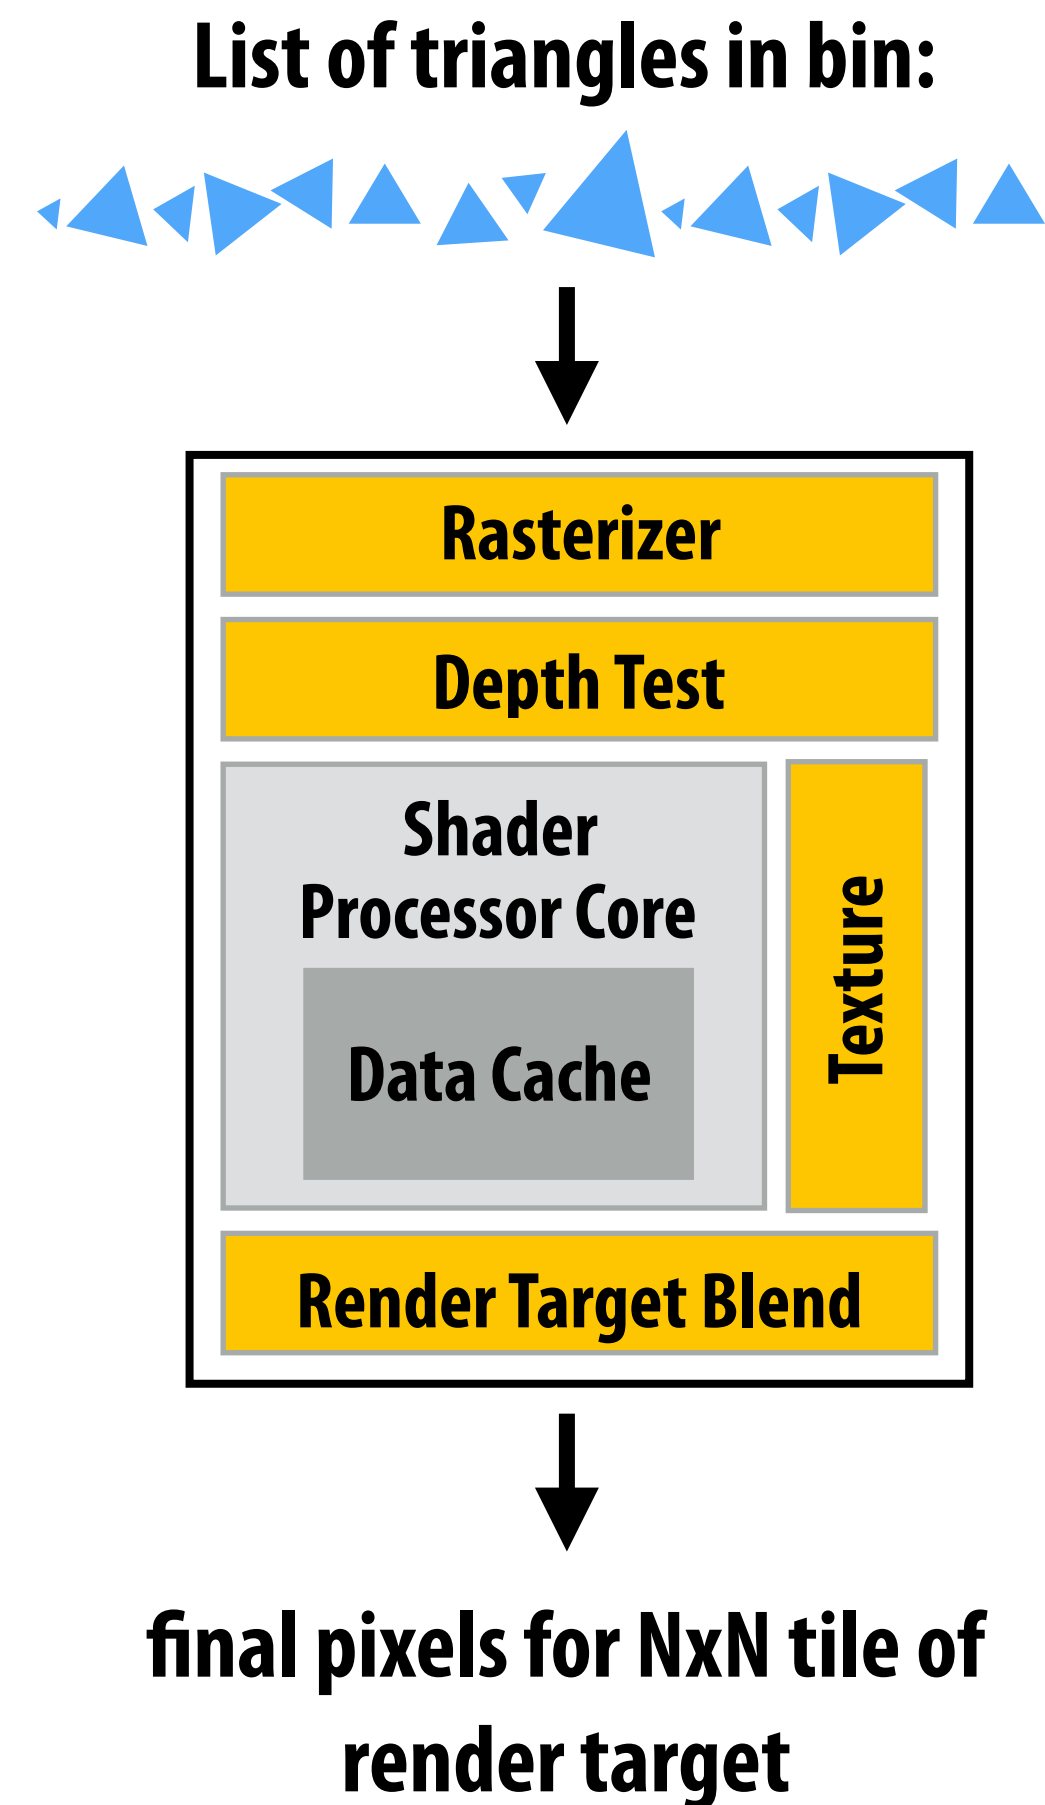 List of triangles in bin:
Rasterizer
Depth Test
Shader
Processor Core
Data Cache
Texture
Render Target Blend
final pixels for NxN tile of
render target